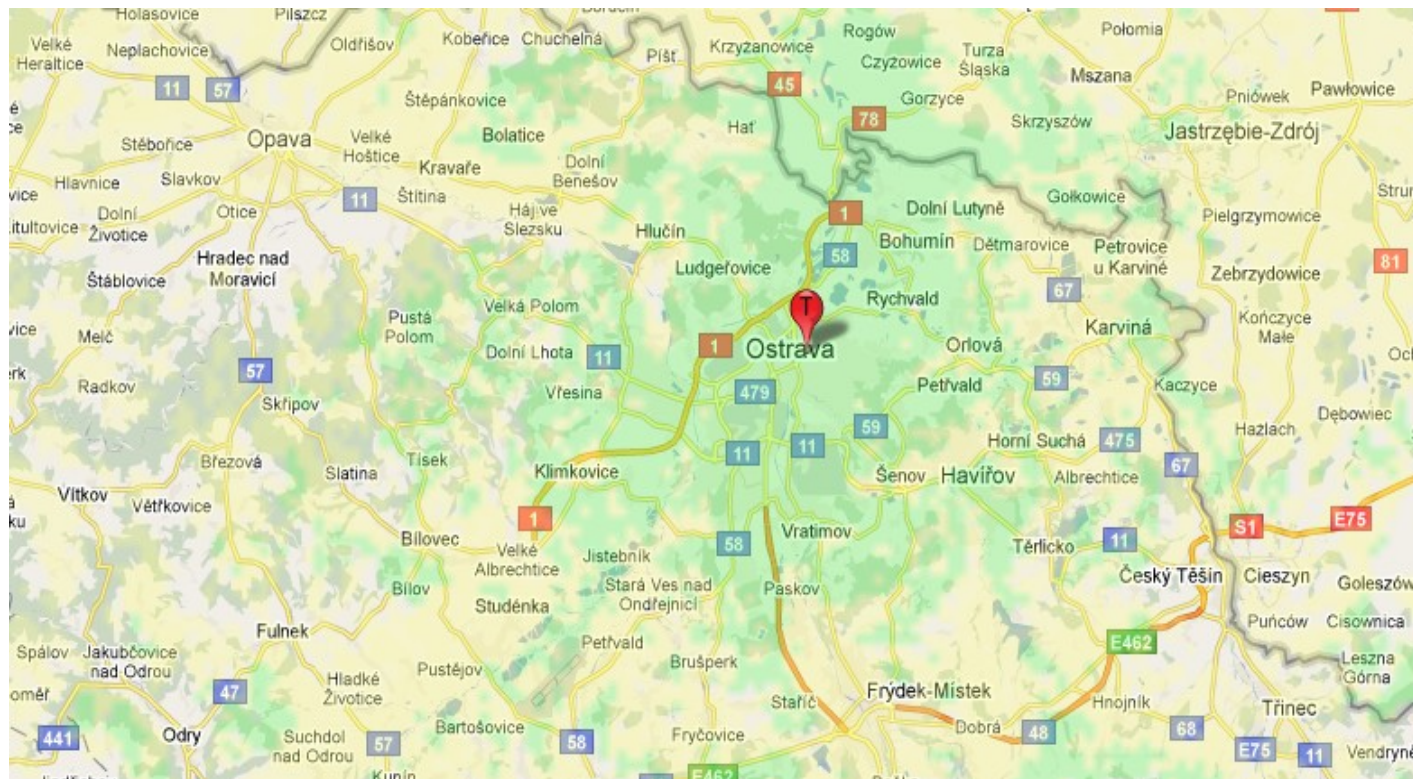 Holasovice
Pilszcz
Velké
Heraltice
Neplachovice
Oldřišov
Kobeřice
Chuchelná
Píšť
Krzyżanowice
Rogów
Czyżowice
Turza
Śląska
Połomia
81
11
57
45
Gorzyce
Mszana
Pniówek
Pawłowice
Štěpánkovice
Bolatice
Hať
78
Skrzyszów
Jastrzębie-Zdrój
Opava
Velké
Hoštice
Stěbořice
Kravaře
Dolní
Benešov
Hlavnice
Slavkov
11
Štítina
Gołkowice
Dolní
Životice
Otice
Háj ve
Slezsku
Hlučín
1
Dolní Lutyně
Pielgrzymowice
Bohumín
Dětmarovice
Petrovice
u Karviné
58
Hradec nad
Moravicí
Ludgeřovice
81
Štáblovice
Zebrzydowice
67
Velká Polom
Rychvald
T
Pustá
Polom
Karviná
Kończyce
Małe
Melč
Dolní Lhota
11
1
Ostrava
Orlová
57
Radkov
Skřipov
Vřesina
479
Petřvald
59
Kaczyce
Dębowiec
59
Hażlach
Horní Suchá
475
11
11
Březová
Slatina
Tísek
Klimkovice
Šenov
Havířov
Albrechtice
67
Vítkov
Větřkovice
1
S1
E75
Bílovec
Velké
Albrechtice
58
Vratimov
Těrlicko
11
Jistebník
Český Těšín
Cieszyn
Goleszów
Bílov
Studénka
Stará Ves nad
Ondřejnicí
Paskov
Puńców
Cisownica
Fulnek
Petřvald
E462
Spálov
Jakubčovice
nad Odrou
Pustějov
Brušperk
Leszna
Górna
47
Hladké
Životice
Staříč
Frýdek-Místek
Hnojník
Třinec
441
Odry
Suchdol
nad Odrou
57
Bartošovice
58
Fryčovice
Dobrá
48
68
E75
11
Kunín
E462